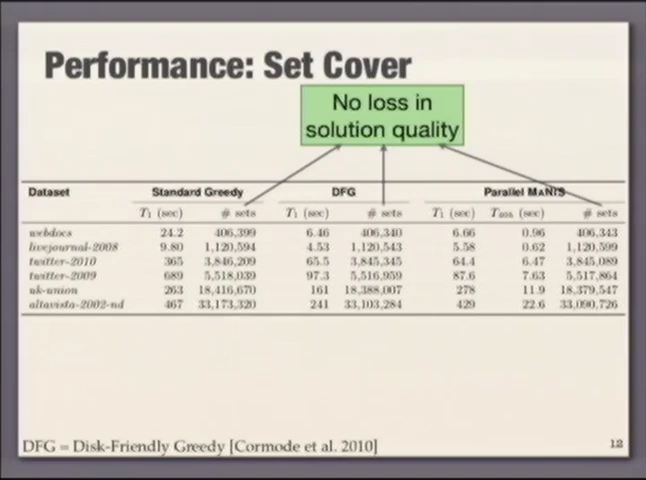 Performance: Set Cover
No loss in
solution quality
Dataset Standard Greedy DFG Parallel MANIS
T1 (sec) # sets T1 (sec) # sets T1 (sec) # sets
webdocs 24.2 406,399 6.46 406,340 6.66 0.96 406,343
livejournal-2008 9.80 1,120,594 4.53 1,120,543 5.58 0.62 1,120,599
twitter-2010 365 3,846,209 65.5 3,845,345 64.4 6.47 3,845,089
twitter-2009 689 5,518,039 97.3 5,516,959 87.6 7.63 5,517,864
uk-union 263 18,416,670 161 18,388,007 278 11.9 18,379,547
altavista-2002-nd 467 33,173,320 241 33,103,284 429 22.6 33,090,726
DFG = Disk-Friendly Greedy [Cormode et al. 2010]
12